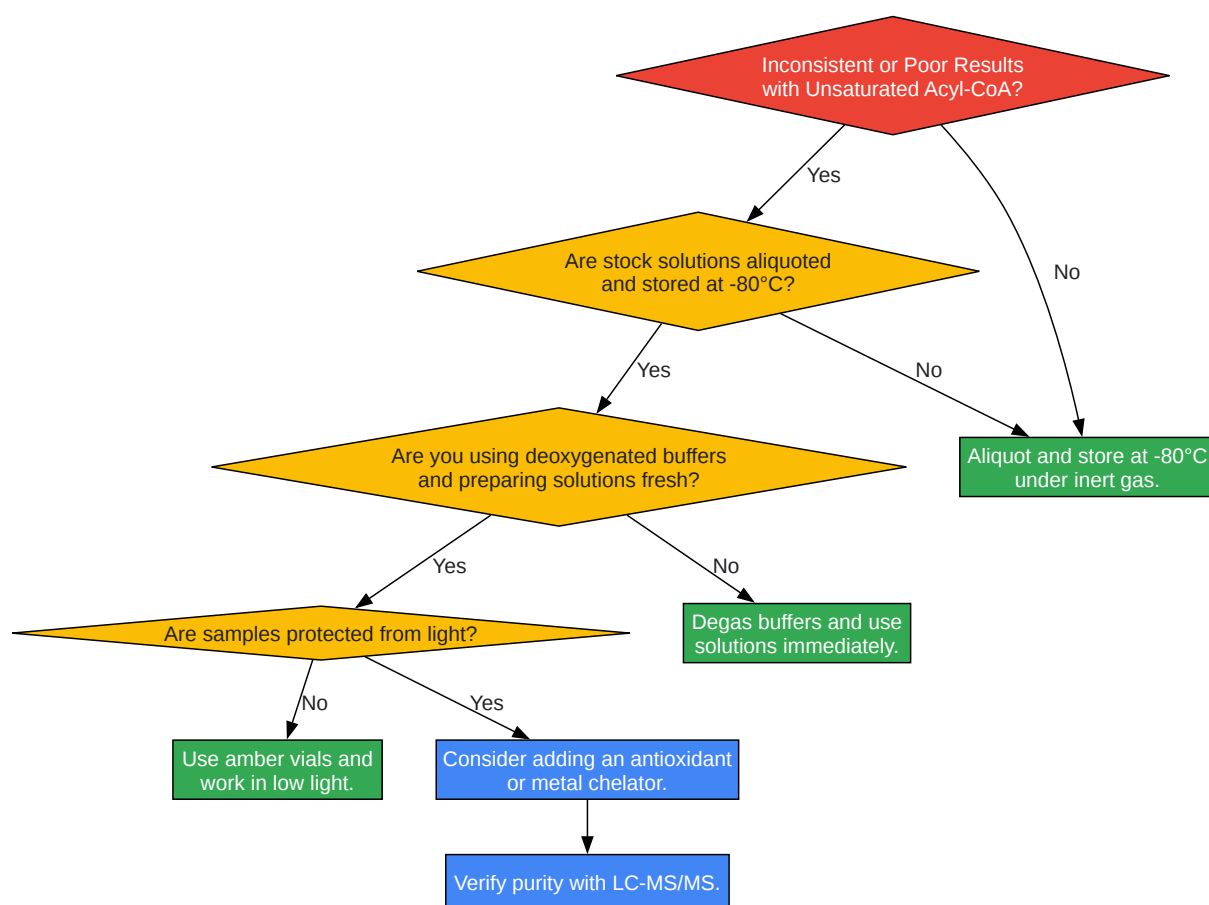 Inconsistent or Poor Results
with Unsaturated Acyl-CoA?
Yes
No
Are stock solutions aliquoted
and stored at -80°C?
Yes
No
Aliquot and store at -80°C
under inert gas.
Are you using deoxygenated buffers
and preparing solutions fresh?
Yes
No
Degas buffers and use
solutions immediately.
Are samples protected from light?
No
Yes
Use amber vials and
work in low light.
Consider adding an antioxidant
or metal chelator.
Verify purity with LC-MS/MS.